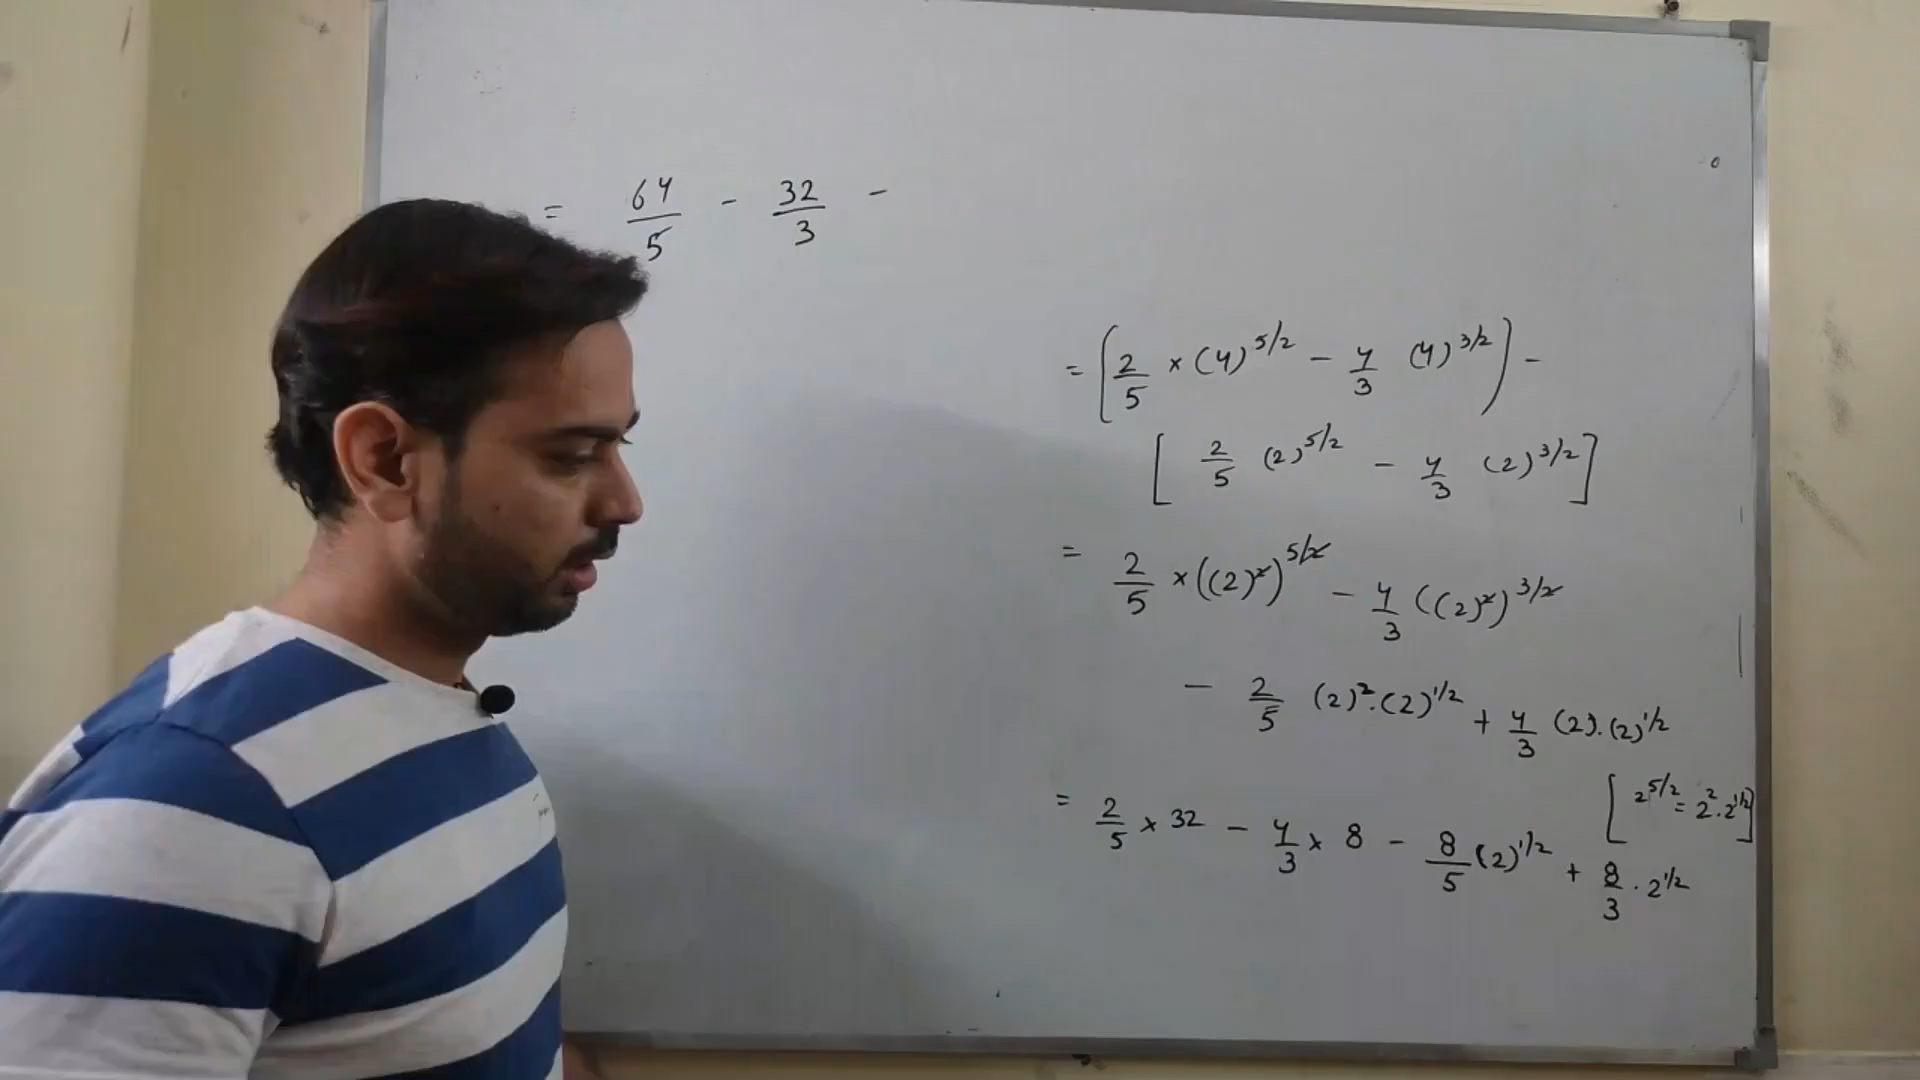 = 64/5 - 32/3 -
= (2/5 × (4)^5/2 - 4/3 (4)^3/2) -
[2/5 (2)^5/2 - 4/3 (2)^3/2]
= 2/5 × ((2)^2)^5/2 - 4/3 ((2)^2)^3/2
- 2/5 (2)^2 . (2)^1/2 + 4/3 (2) . (2)^1/2
[2^5/2 = 2^2 . 2^1/2]
= 2/5 × 32 - 4/3 × 8 - 8/5 (2)^1/2 + 8/3 . 2^1/2